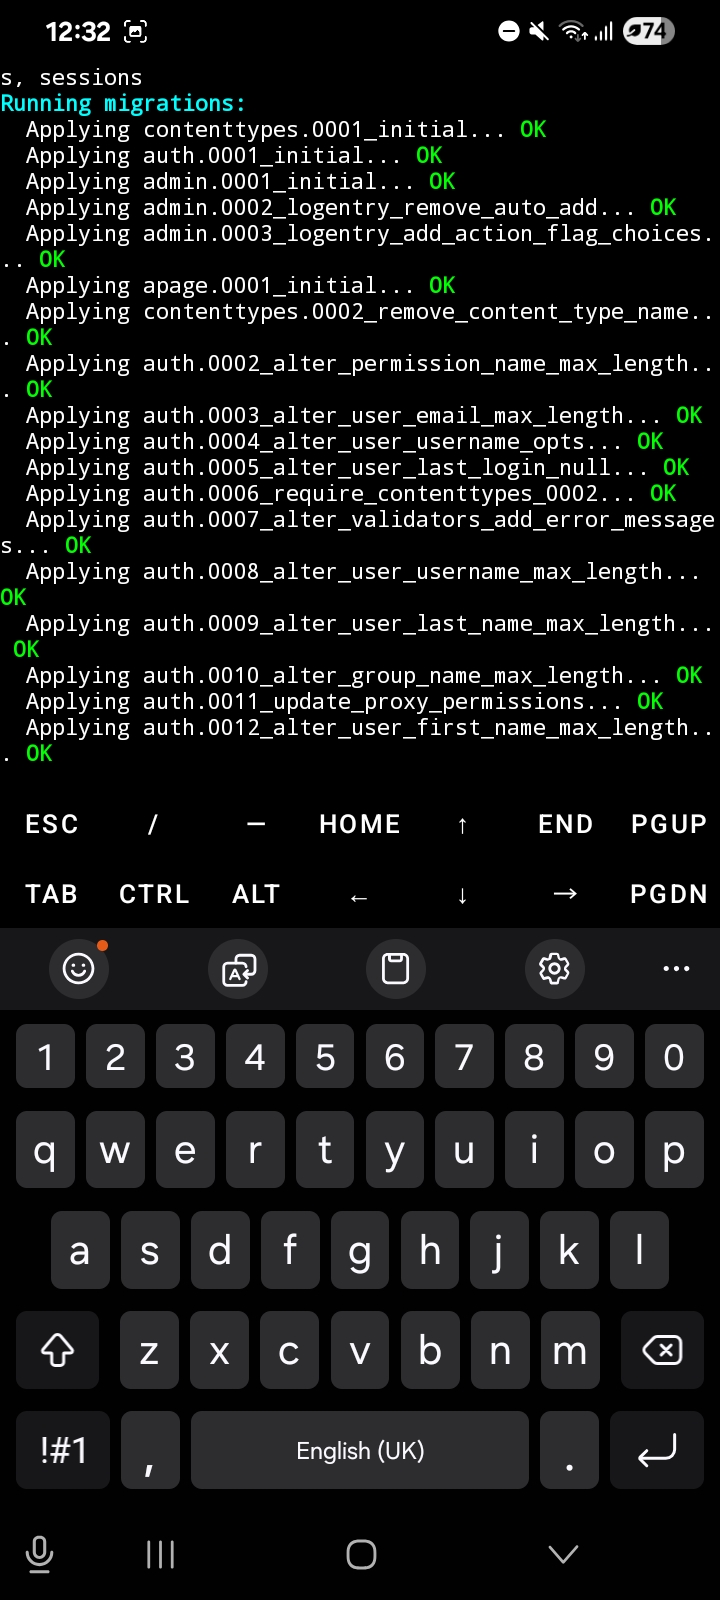 12:32
74
s, sessions
Running migrations:
Applying contenttypes.0001_initial... OK
Applying auth.0001_initial... OK
Applying admin.0001_initial... OK
Applying admin.0002_logentry_remove_auto_add... OK
Applying admin.0003_logentry_add_action_flag_choices.
.. OK
Applying apage.0001_initial... OK
Applying contenttypes.0002_remove_content_type_name..
. OK
Applying auth.0002_alter_permission_name_max_length..
. OK
Applying auth.0003_alter_user_email_max_length... OK
Applying auth.0004_alter_user_username_opts... OK
Applying auth.0005_alter_user_last_login_null... OK
Applying auth.0006_require_contenttypes_0002... OK
Applying auth.0007_alter_validators_add_error_message
s... OK
Applying auth.0008_alter_user_username_max_length...
OK
Applying auth.0009_alter_user_last_name_max_length...
OK
Applying auth.0010_alter_group_name_max_length... OK
Applying auth.0011_update_proxy_permissions... OK
Applying auth.0012_alter_user_first_name_max_length..
. OK
ESC / — HOME ↑ END PGUP
TAB CTRL ALT ← ↓ → PGDN
1 2 3 4 5 6 7 8 9 0
q w e r t y u i o p
a s d f g h j k l
z x c v b n m
!#1 , English (UK) .